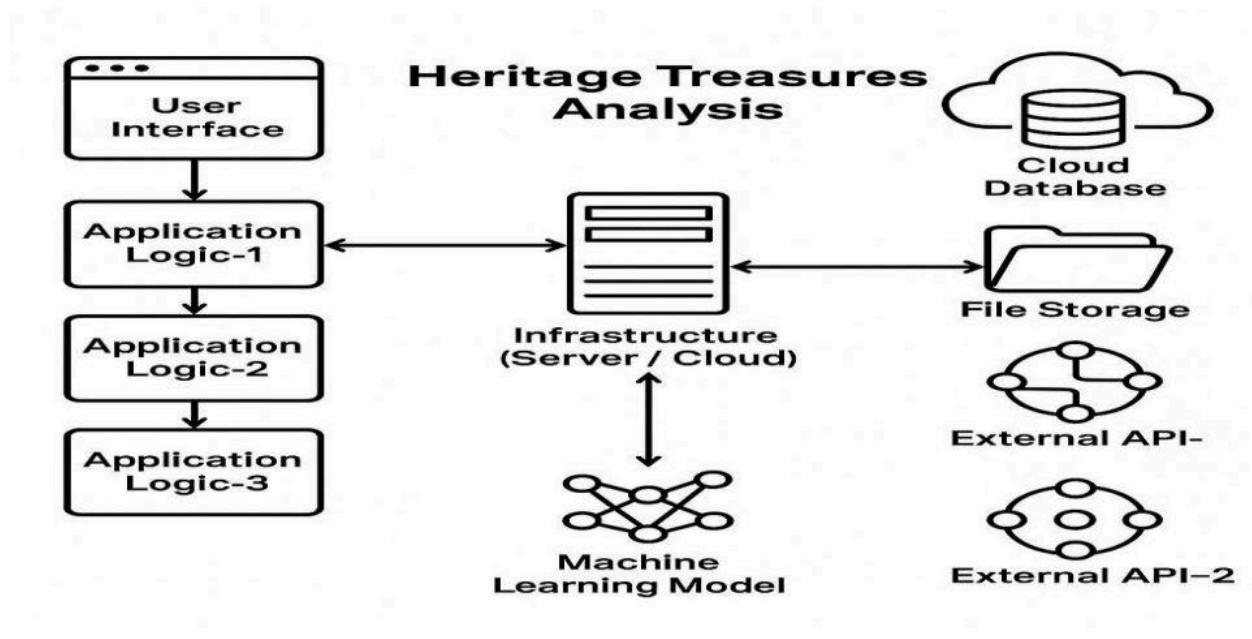 Heritage Treasures
Analysis
User
Interface
Application
Logic-1
Application
Logic-2
Application
Logic-3
Infrastructure
(Server / Cloud)
Machine
Learning Model
Cloud
Database
File Storage
External API-
External API-2